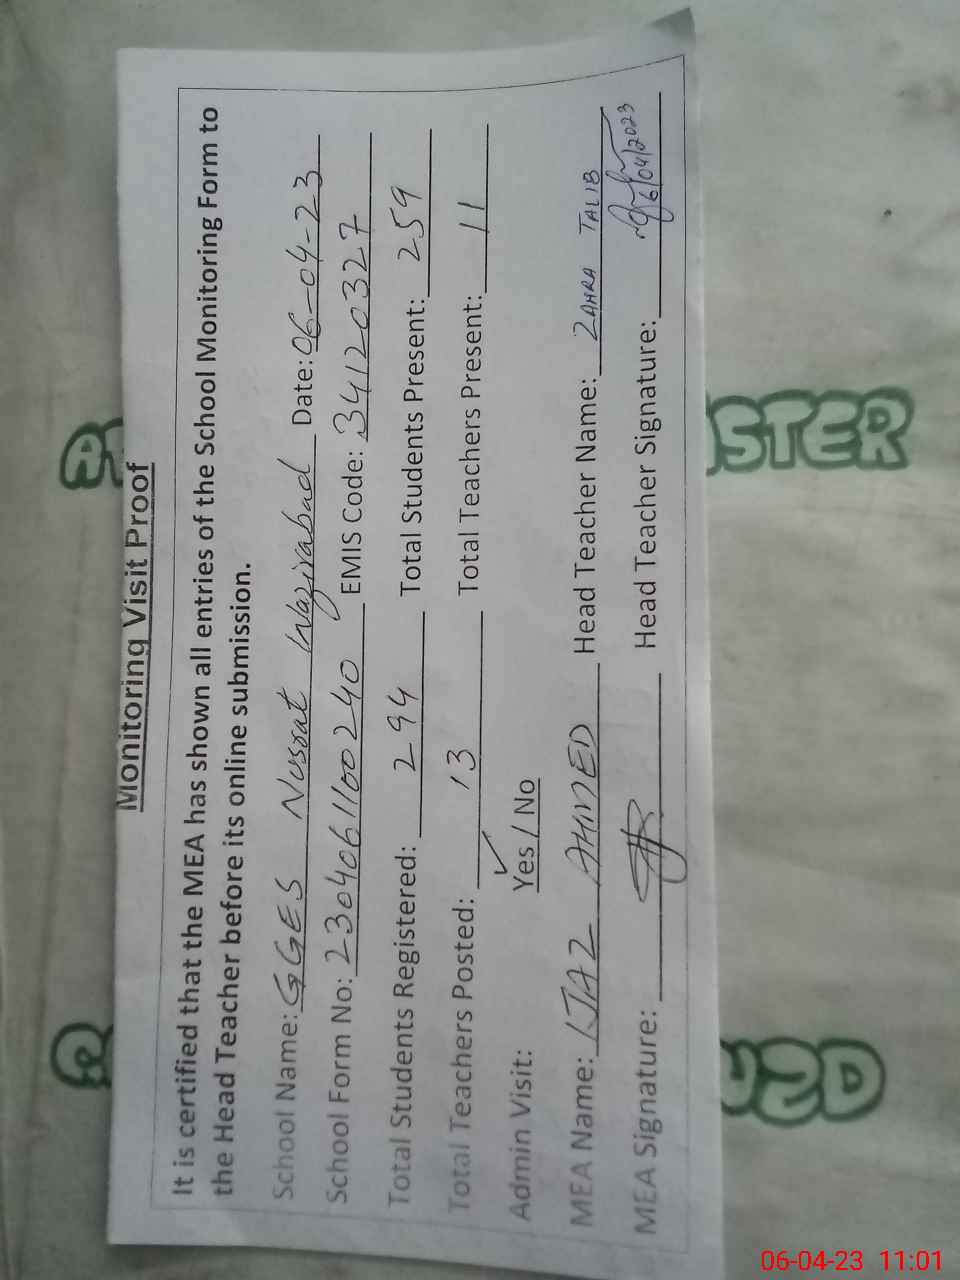 Monitoring Visit Proof
It is certified that the MEA has shown all entries of the School Monitoring Form to
the Head Teacher before its online submission.
School Name: GGES Nusrat Wazirabad Date: 06-04-23
School Form No: 2304061100240 EMIS Code: 34120327
Total Students Registered: 294 Total Students Present: 259
Total Teachers Posted: 13 Total Teachers Present: 11
Admin Visit: Yes / No
MEA Name: IJAZ AHMED Head Teacher Name: ZAHRA TALIB
MEA Signature: Head Teacher Signature:
6/04/2023
STER
06-04-23 11:01